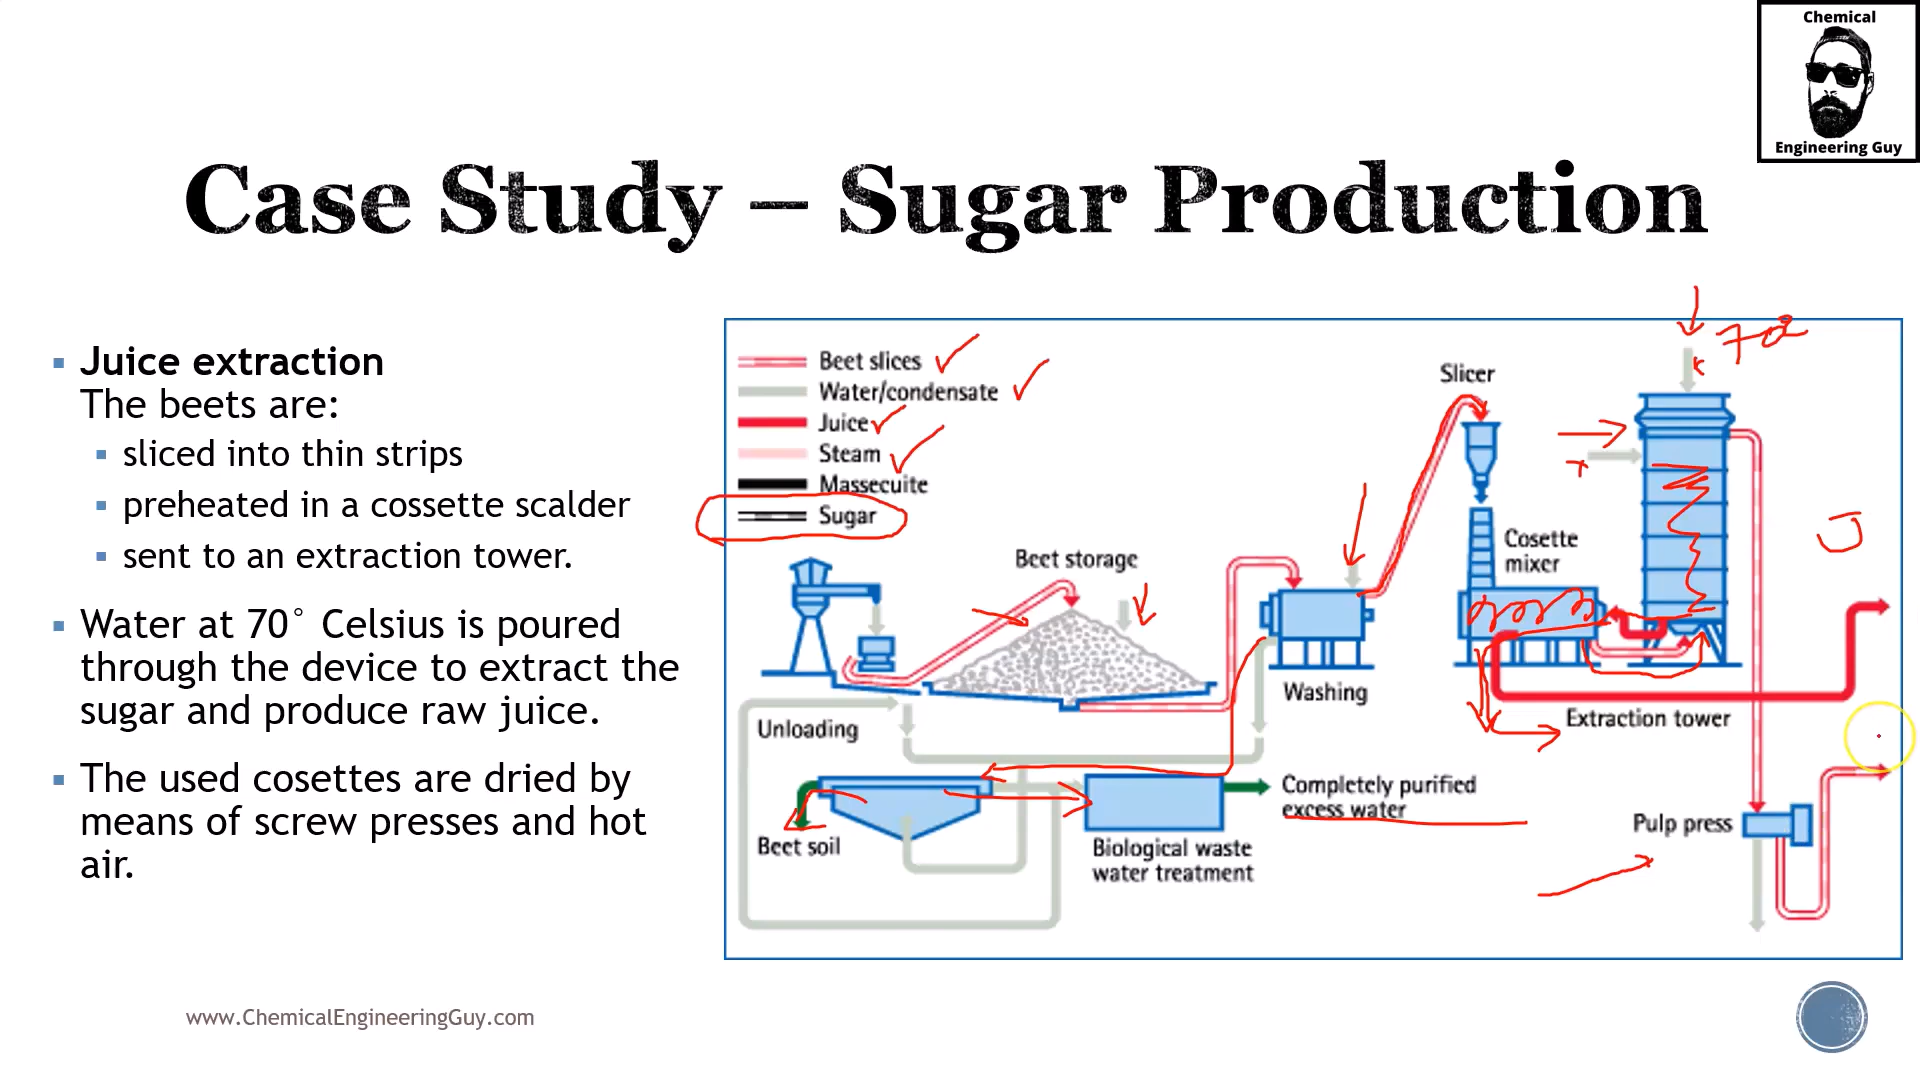 Chemical
Engineering Guy
Case Study – Sugar Production
Juice extraction
The beets are:
sliced into thin strips
preheated in a cossette scalder
sent to an extraction tower.
Water at 70° Celsius is poured
through the device to extract the
sugar and produce raw juice.
The used cosettes are dried by
means of screw presses and hot
air.
Beet slices
Water/condensate
Juice
Steam
Massecuite
Sugar
Slicer
70°
Cosette
mixer
J
Beet storage
Washing
Extraction tower
Unloading
Completely purified
excess water
Pulp press
Beet soil
Biological waste
water treatment
www.ChemicalEngineeringGuy.com